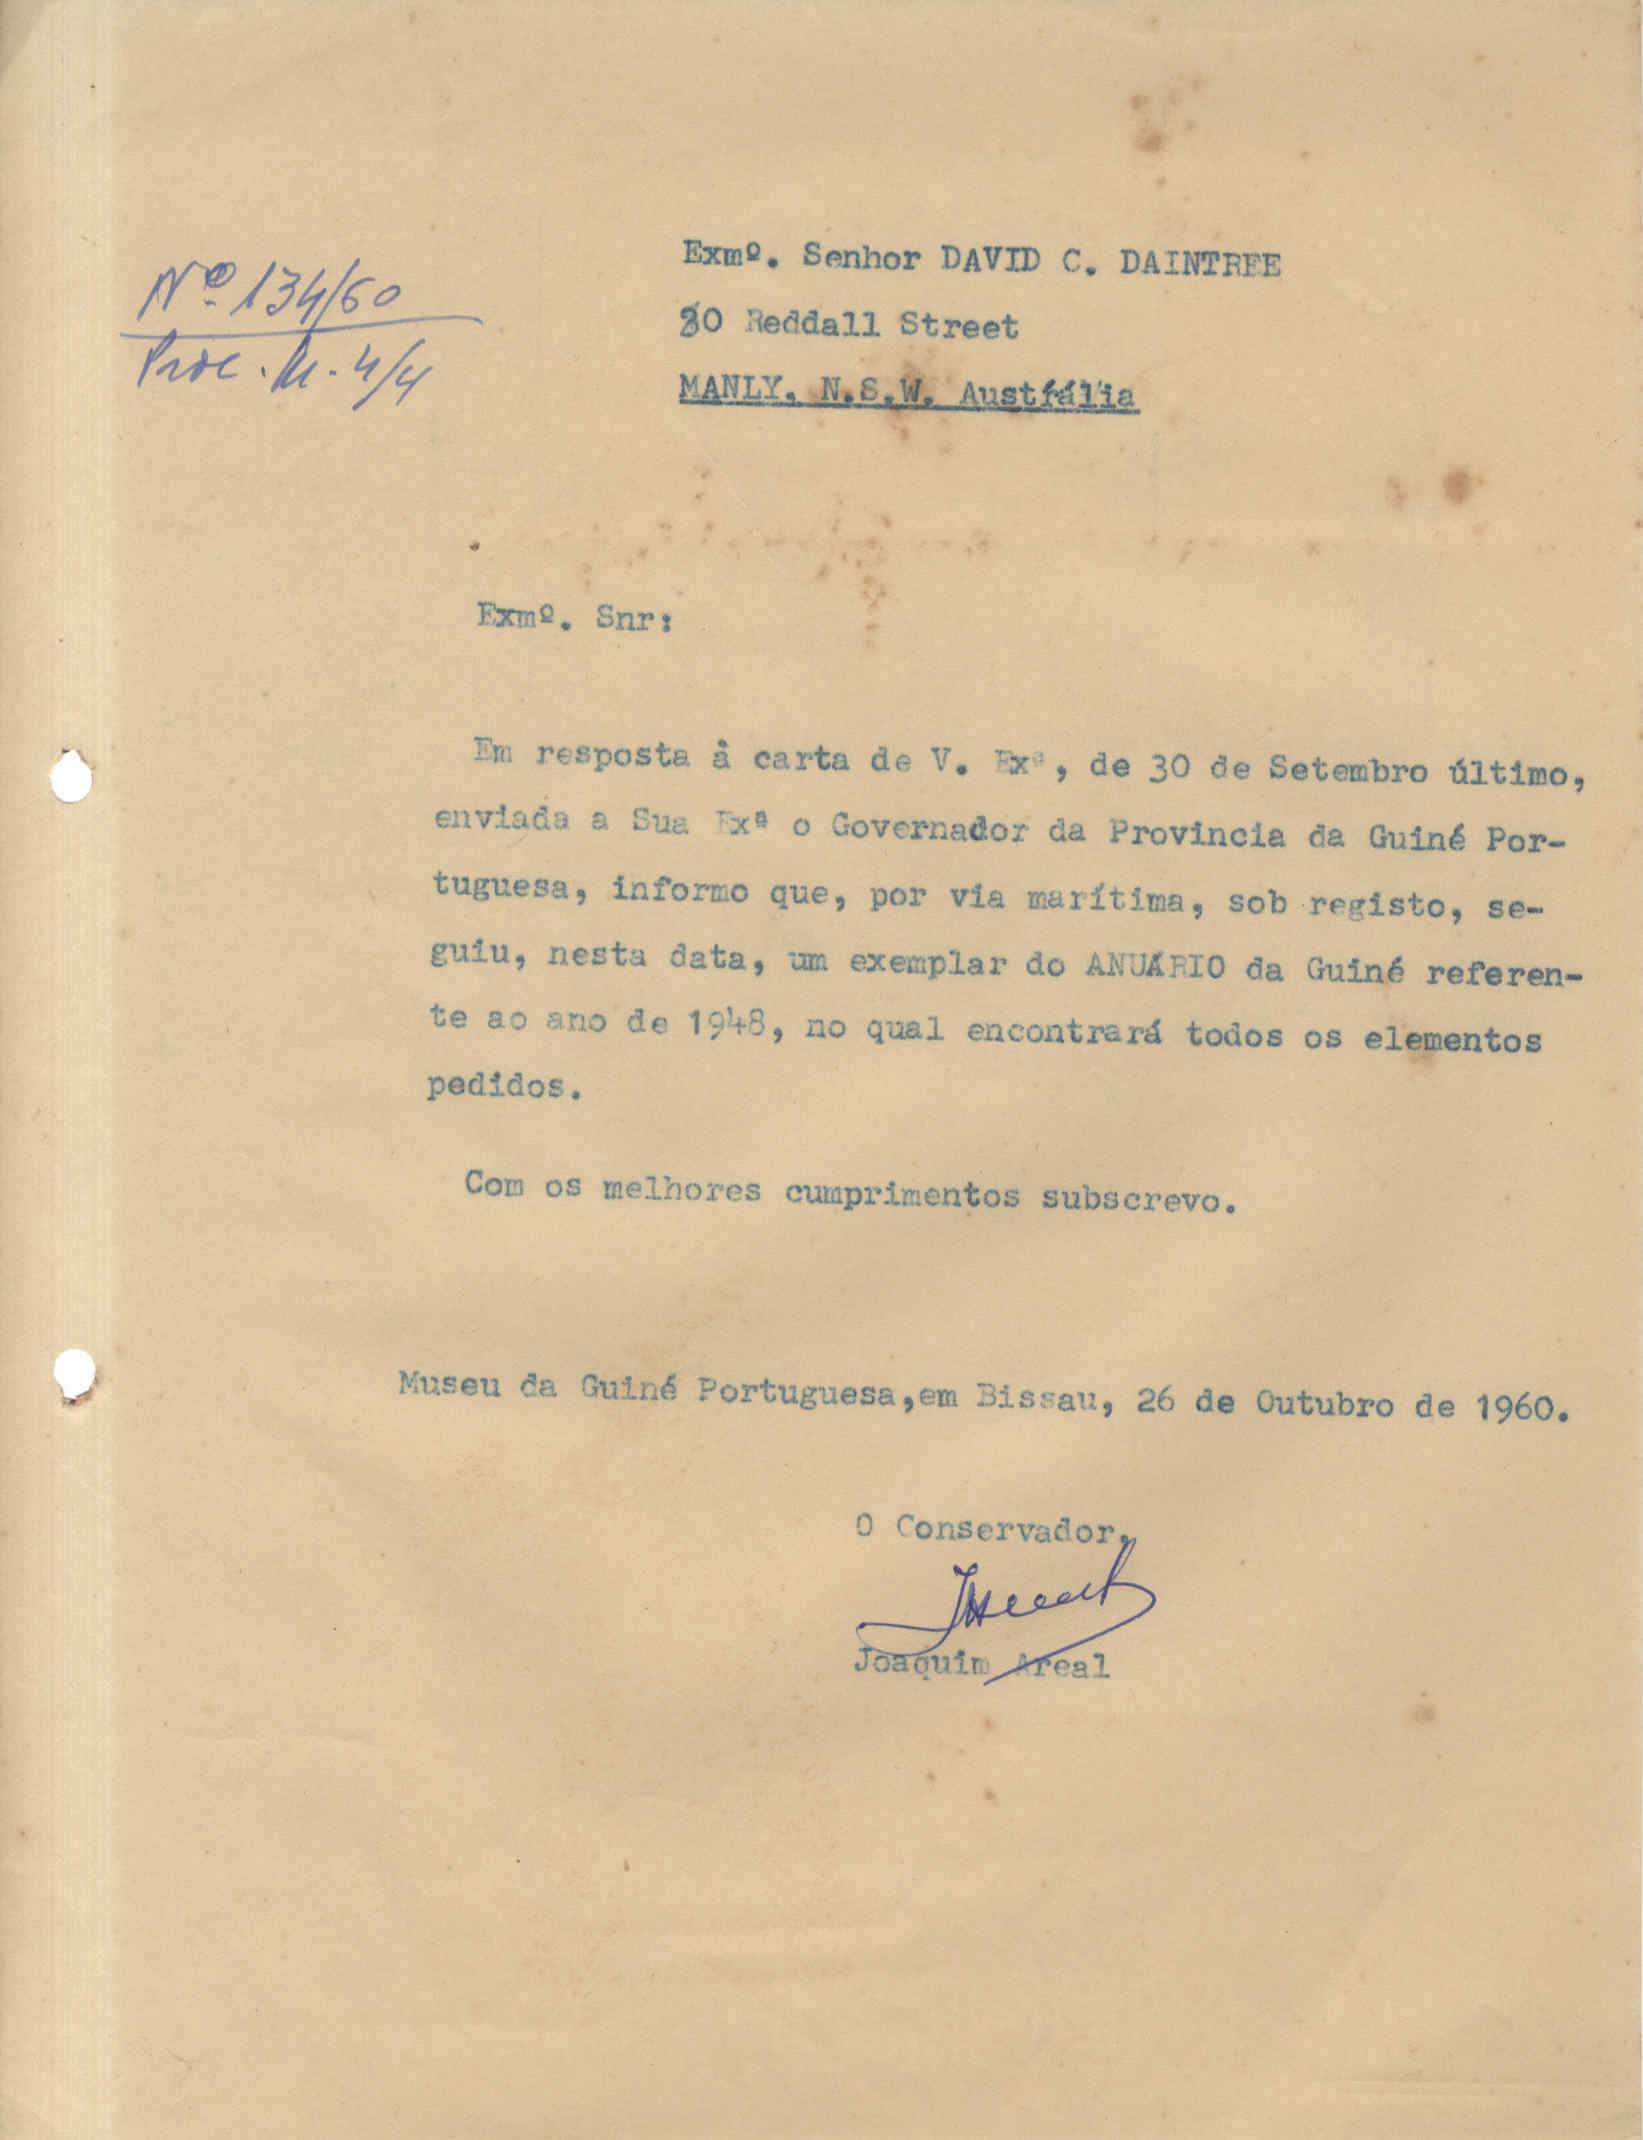 Exmº. Senhor DAVID C. DAINTREE
Nº 134/60
30 Reddall Street
Proc. M. 4/4
MANLY. N.S.W. Austrália
Exmº. Snr:
Em resposta à carta de V. Exª, de 30 de Setembro último,
enviada a Sua Exª o Governador da Provincia da Guiné Por-
tuguesa, informo que, por via marítima, sob registo, se-
guiu, nesta data, um exemplar do ANUÁRIO da Guiné referen-
te ao ano de 1948, no qual encontrará todos os elementos
pedidos.
Com os melhores cumprimentos subscrevo.
Museu da Guiné Portuguesa,em Bissau, 26 de Outubro de 1960.
O Conservador,
Joaquim Areal